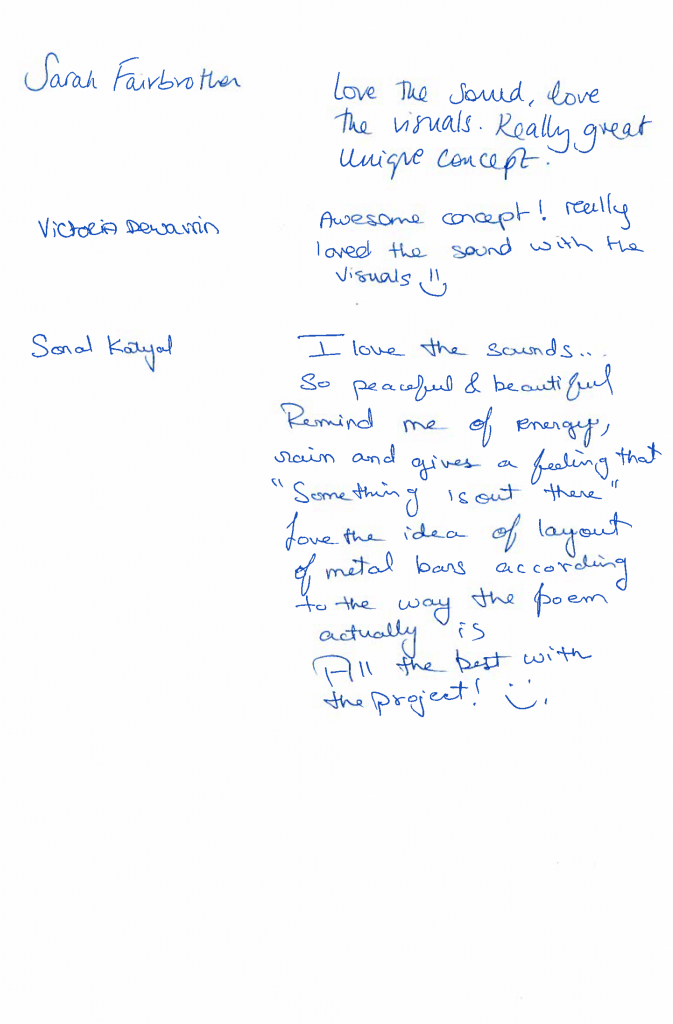 Sarah Fairbrother
Love the sound, love
the visuals. Really great
unique concept.
Victoria
Awesome concept! really
loved the sound with the
visuals
Sonal Katyal
I love the sounds...
So peaceful & beautiful
Remind me of energy,
rain and gives a feeling that
"Something is out there"
Love the idea of layout
of metal bars according
to the way the poem
actually is
All the best with
the project! :)